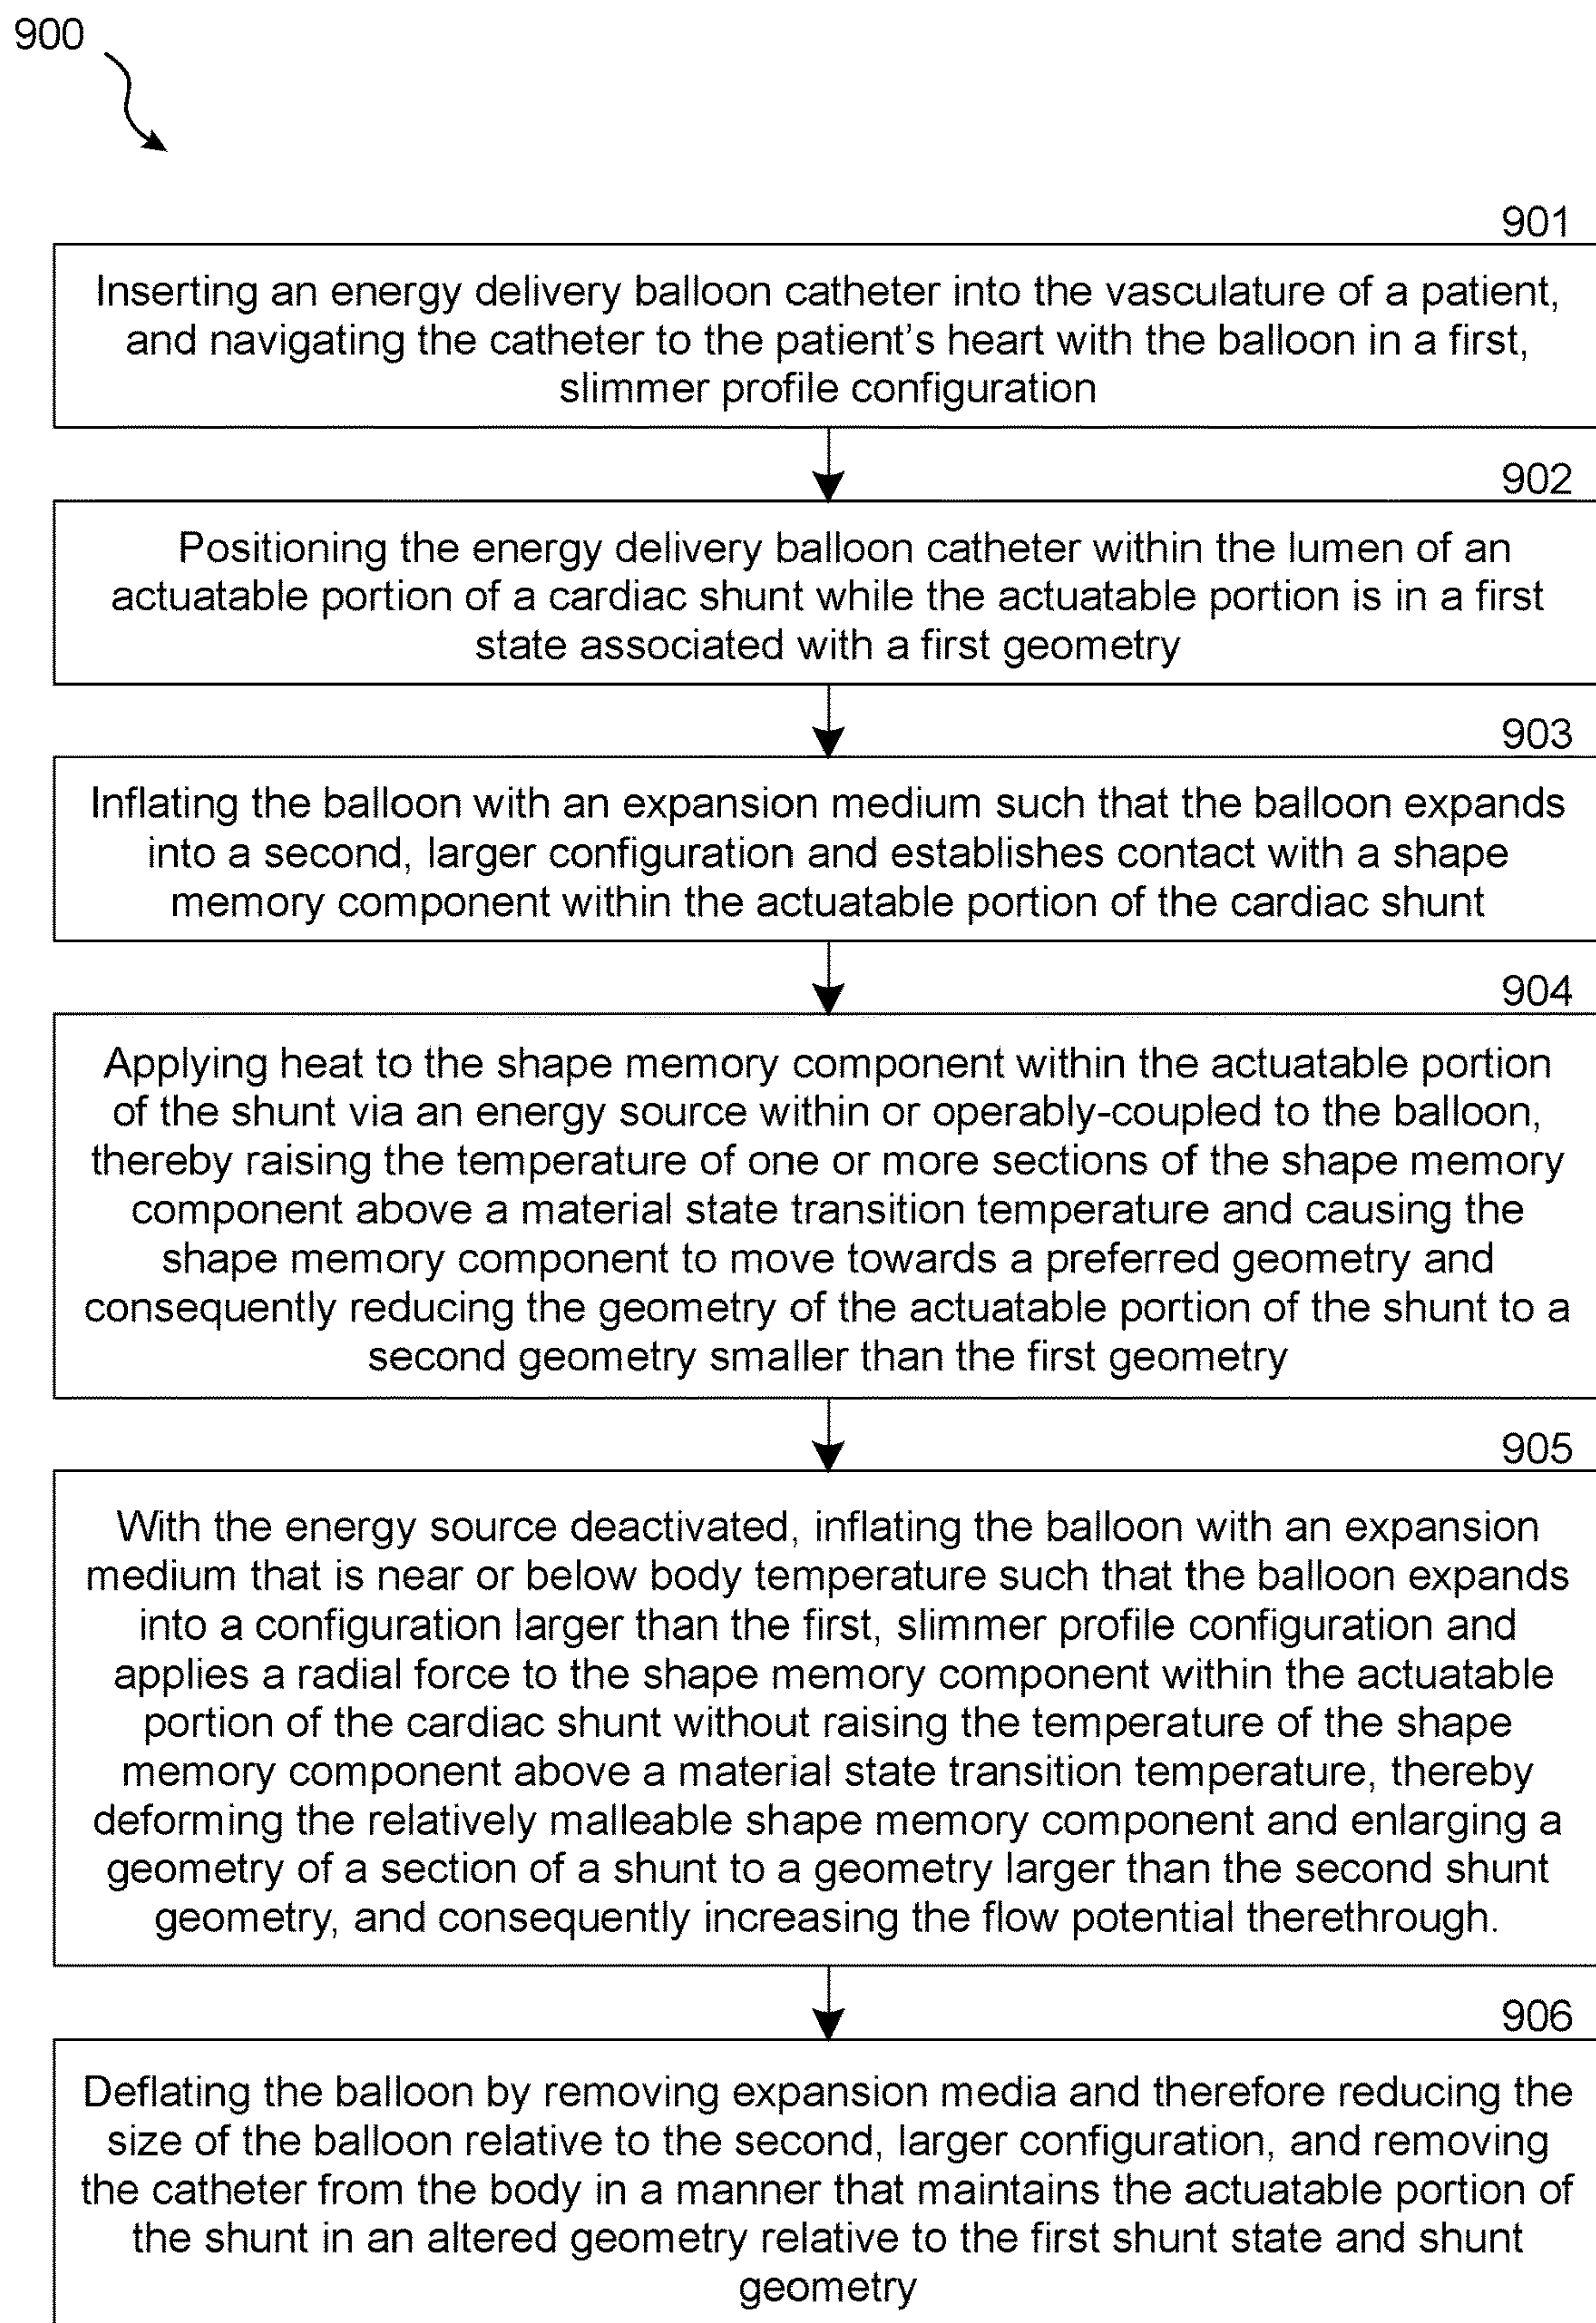 900
901
Inserting an energy delivery balloon catheter into the vasculature of a patient,
and navigating the catheter to the patient's heart with the balloon in a first,
slimmer profile configuration
902
Positioning the energy delivery balloon catheter within the lumen of an
actuatable portion of a cardiac shunt while the actuatable portion is in a first
state associated with a first geometry
903
Inflating the balloon with an expansion medium such that the balloon expands
into a second, larger configuration and establishes contact with a shape
memory component within the actuatable portion of the cardiac shunt
904
Applying heat to the shape memory component within the actuatable portion
of the shunt via an energy source within or operably-coupled to the balloon,
thereby raising the temperature of one or more sections of the shape memory
component above a material state transition temperature and causing the
shape memory component to move towards a preferred geometry and
consequently reducing the geometry of the actuatable portion of the shunt to a
second geometry smaller than the first geometry
905
With the energy source deactivated, inflating the balloon with an expansion
medium that is near or below body temperature such that the balloon expands
into a configuration larger than the first, slimmer profile configuration and
applies a radial force to the shape memory component within the actuatable
portion of the cardiac shunt without raising the temperature of the shape
memory component above a material state transition temperature, thereby
deforming the relatively malleable shape memory component and enlarging a
geometry of a section of a shunt to a geometry larger than the second shunt
geometry, and consequently increasing the flow potential therethrough.
906
Deflating the balloon by removing expansion media and therefore reducing the
size of the balloon relative to the second, larger configuration, and removing
the catheter from the body in a manner that maintains the actuatable portion of
the shunt in an altered geometry relative to the first shunt state and shunt
geometry